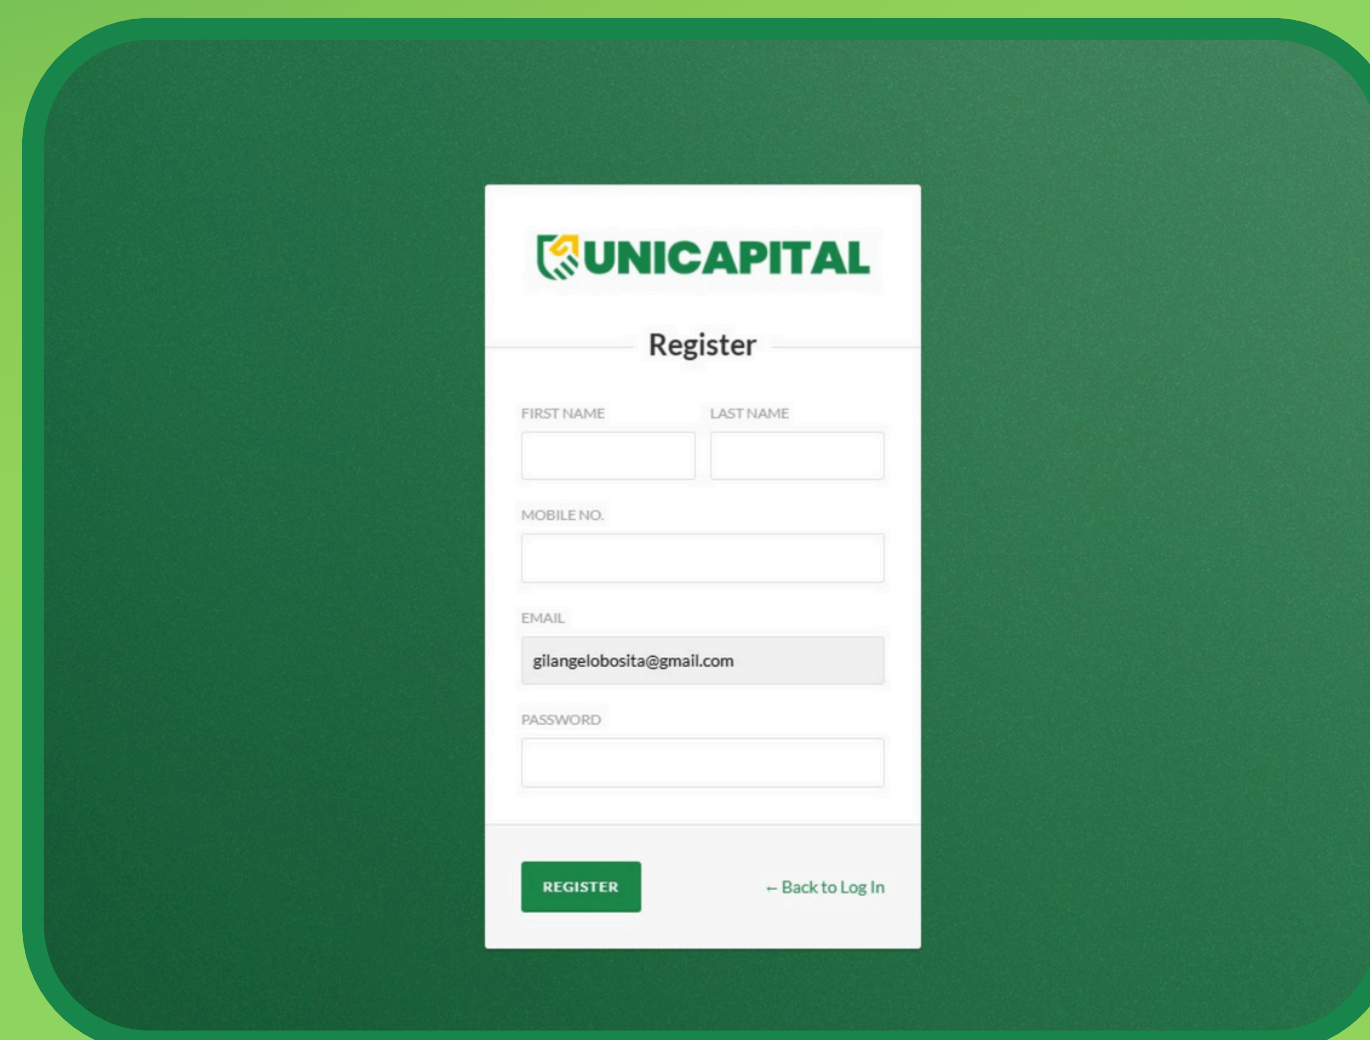 UNICAPITAL
Register
FIRST NAME LAST NAME
MOBILE NO.
EMAIL
gilangelobosita@gmail.com
PASSWORD
REGISTER ← Back to Log In